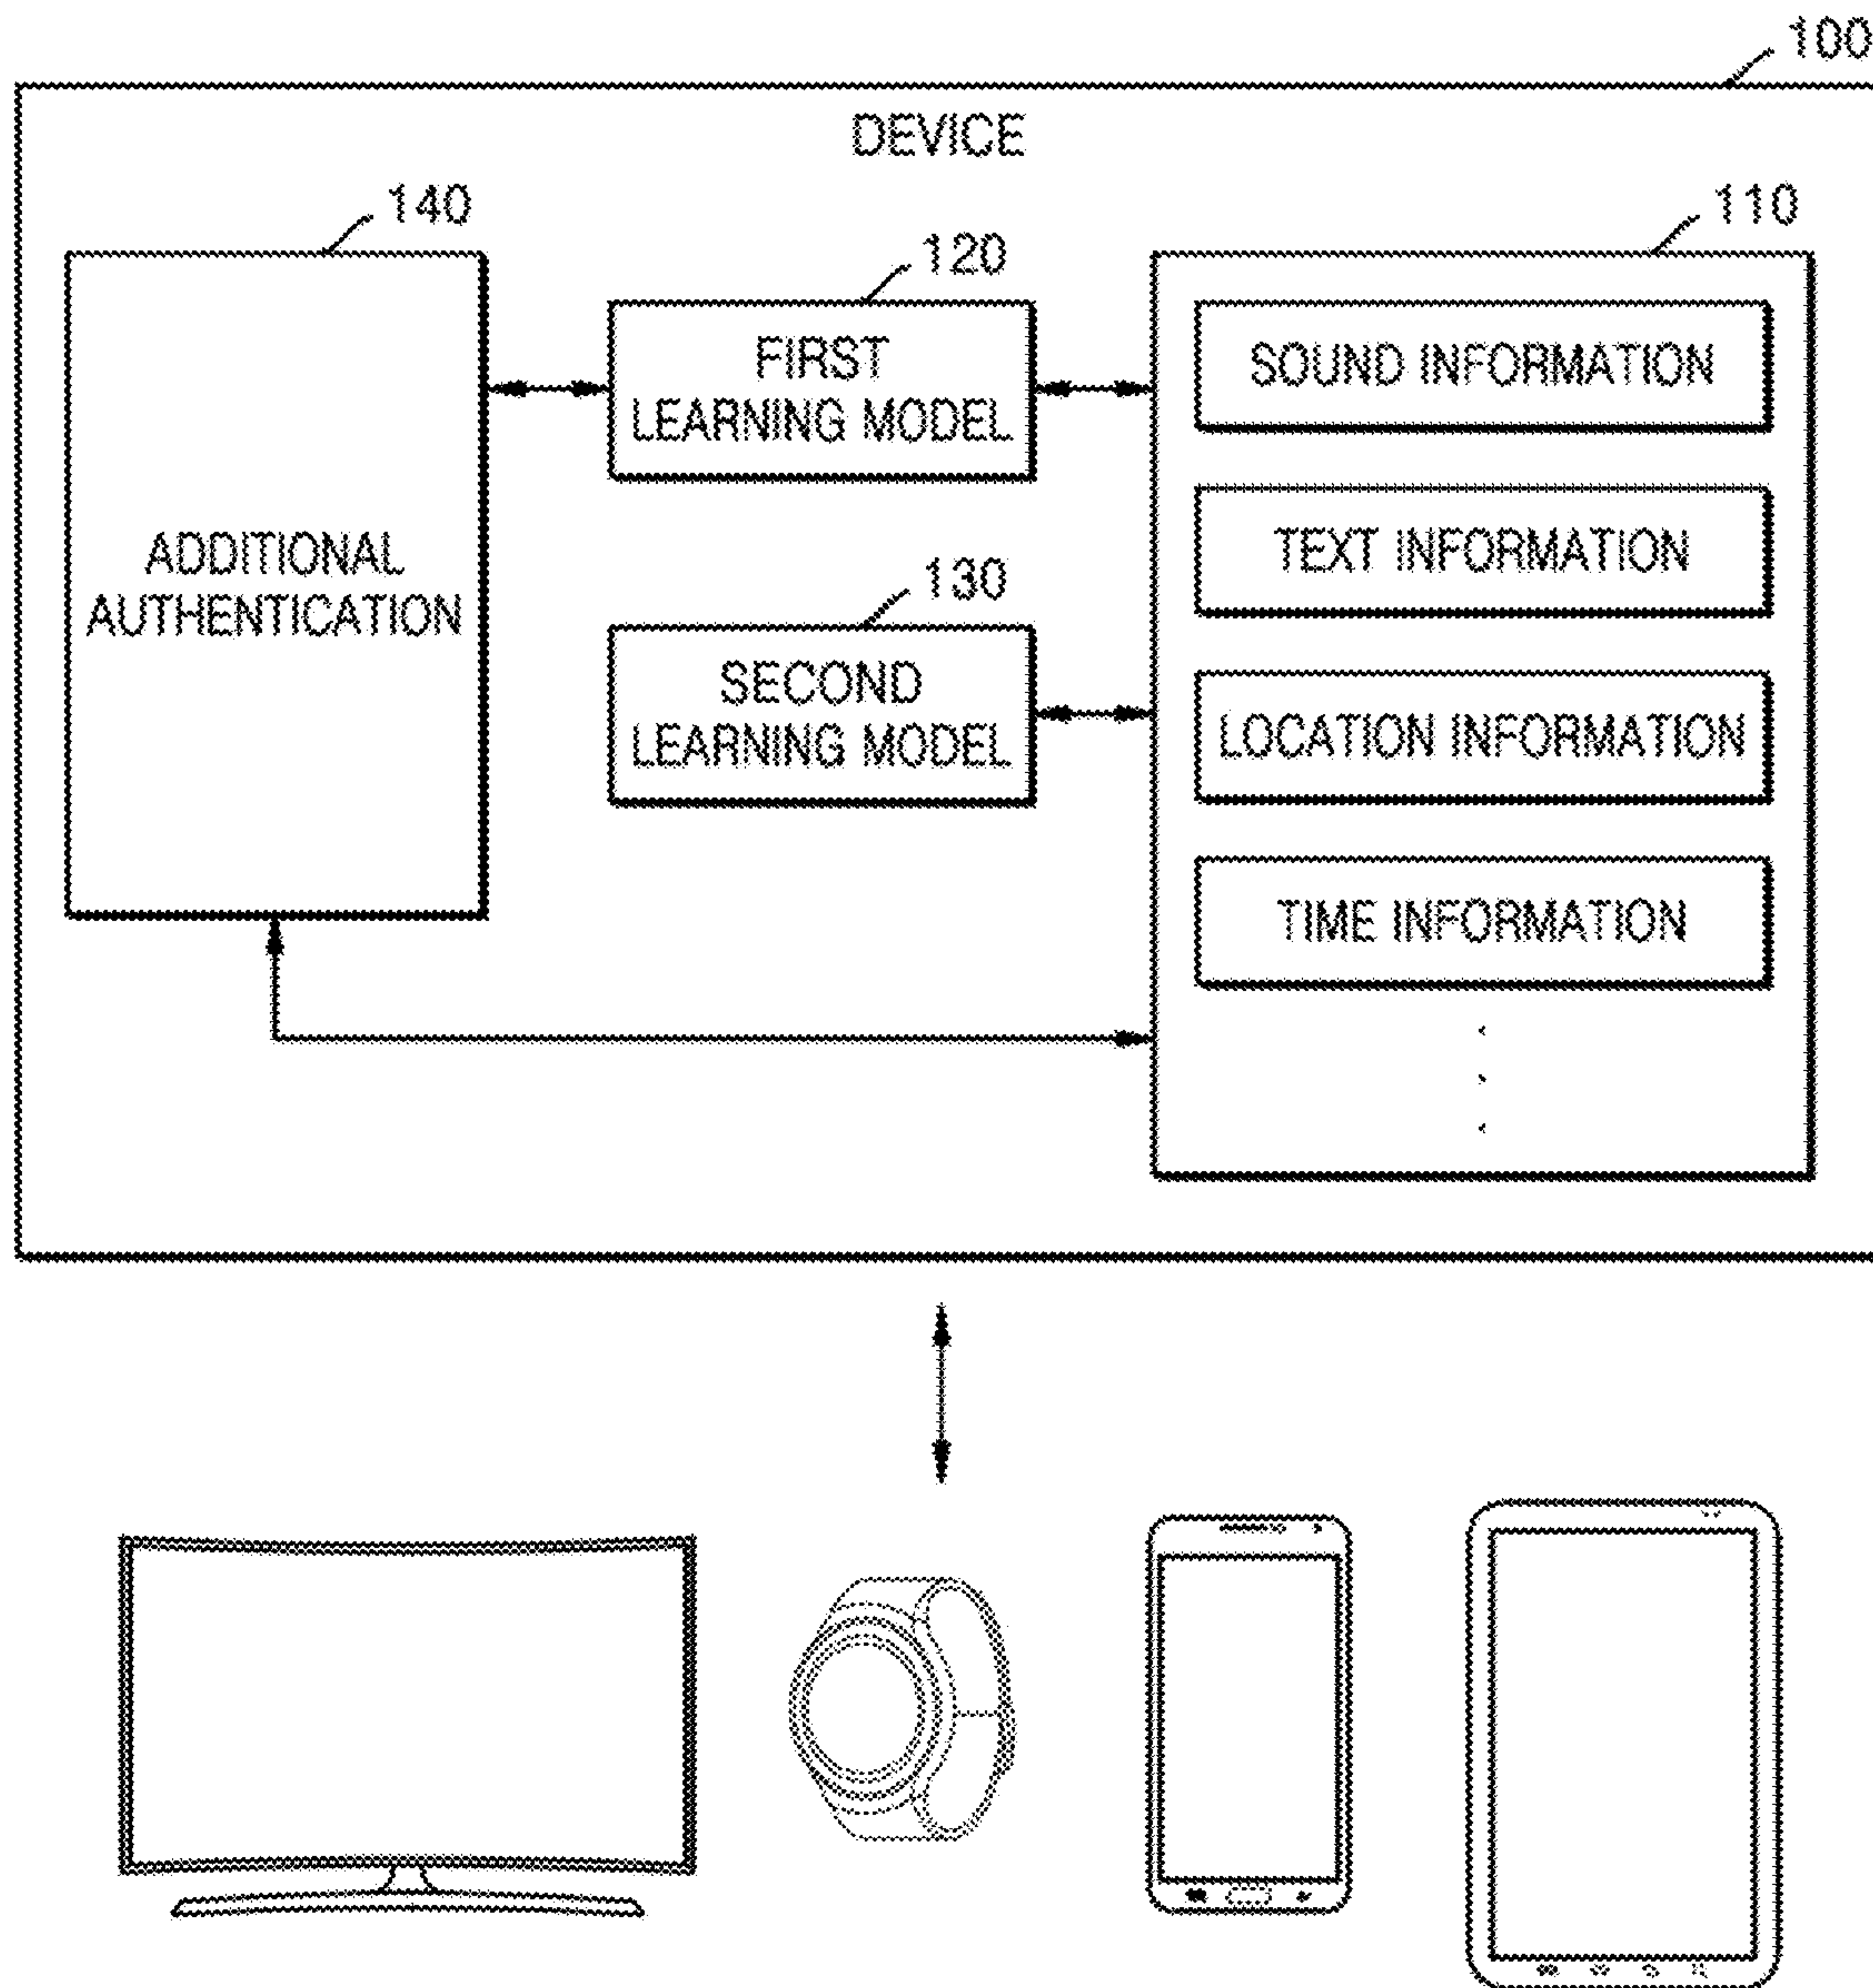 100
DEVICE
140
120
110
FIRST
LEARNING MODEL
SOUND INFORMATION
TEXT INFORMATION
ADDITIONAL
AUTHENTICATION
130
SECOND
LEARNING MODEL
LOCATION INFORMATION
TIME INFORMATION